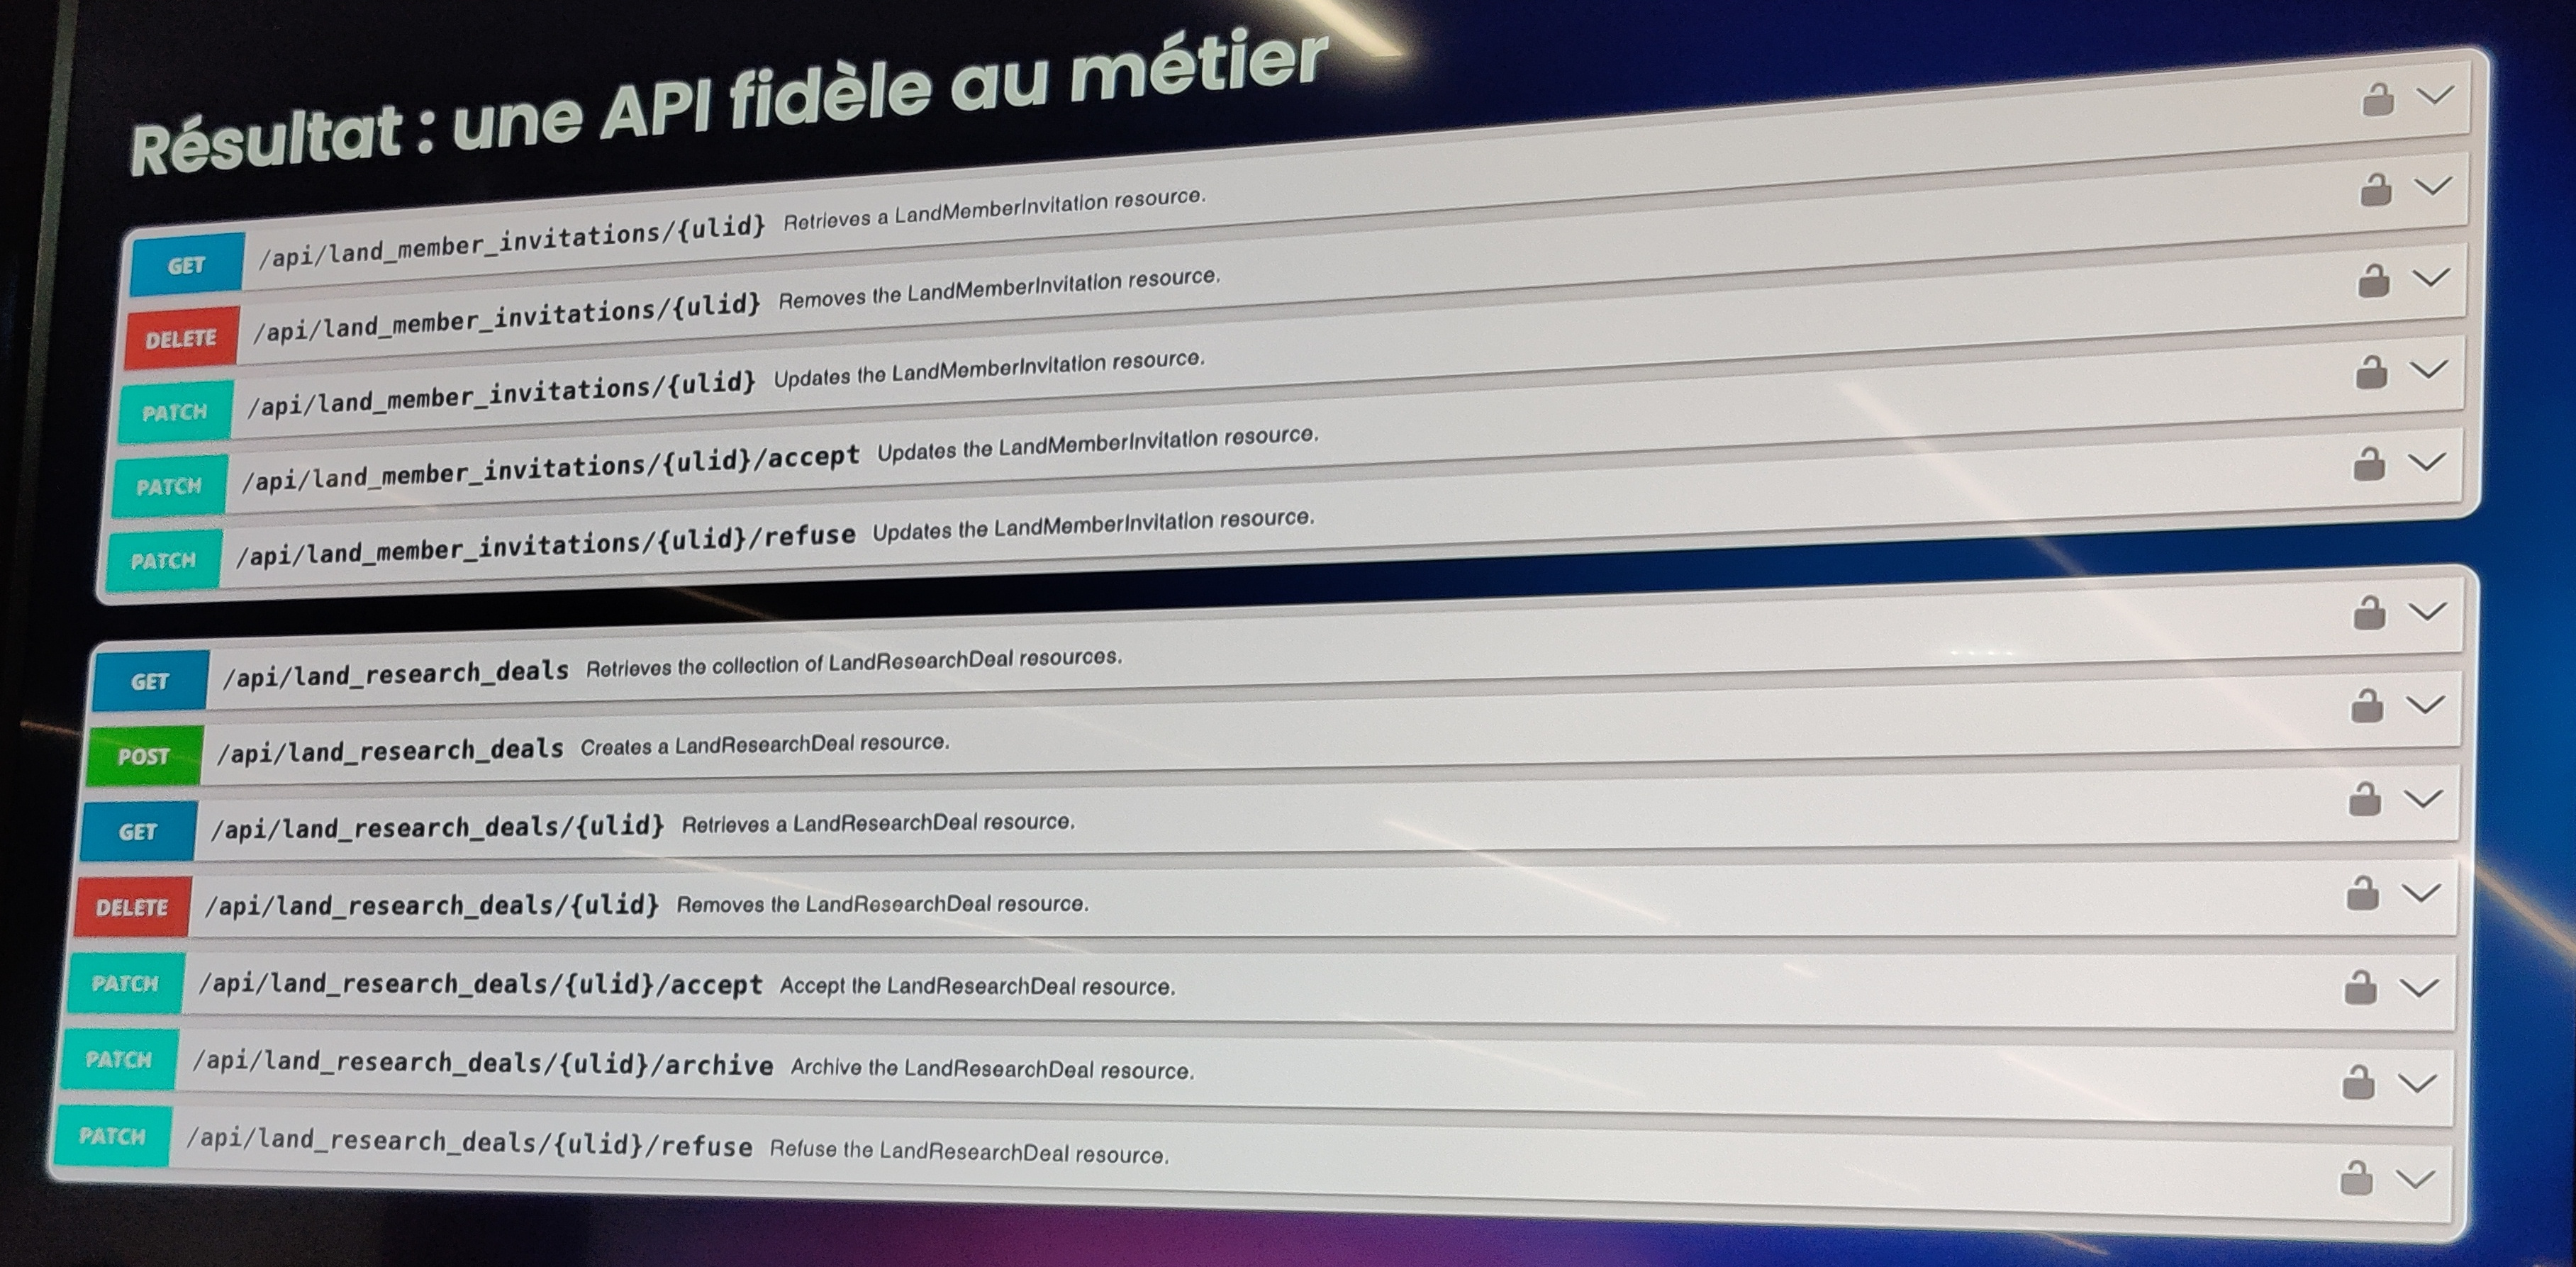 Résultat : une API fidèle au métier
GET /api/land_member_invitations/{ulid} Retrieves a LandMemberInvitation resource.
DELETE /api/land_member_invitations/{ulid} Removes the LandMemberInvitation resource.
PATCH /api/land_member_invitations/{ulid} Updates the LandMemberInvitation resource.
PATCH /api/land_member_invitations/{ulid}/accept Updates the LandMemberInvitation resource.
PATCH /api/land_member_invitations/{ulid}/refuse Updates the LandMemberInvitation resource.
GET /api/land_research_deals Retrieves the collection of LandResearchDeal resources.
POST /api/land_research_deals Creates a LandResearchDeal resource.
GET /api/land_research_deals/{ulid} Retrieves a LandResearchDeal resource.
DELETE /api/land_research_deals/{ulid} Removes the LandResearchDeal resource.
PATCH /api/land_research_deals/{ulid}/accept Accept the LandResearchDeal resource.
PATCH /api/land_research_deals/{ulid}/archive Archive the LandResearchDeal resource.
PATCH /api/land_research_deals/{ulid}/refuse Refuse the LandResearchDeal resource.